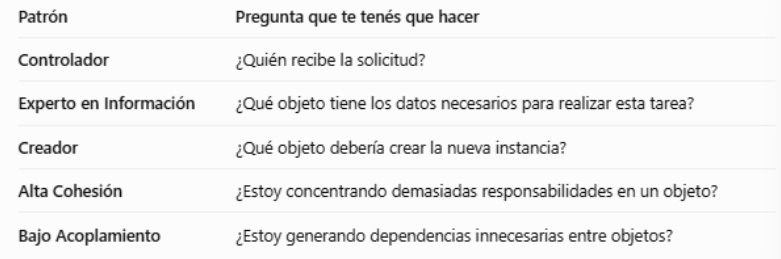 Patrón Pregunta que te tenés que hacer
Controlador ¿Quién recibe la solicitud?
Experto en Información ¿Qué objeto tiene los datos necesarios para realizar esta tarea?
Creador ¿Qué objeto debería crear la nueva instancia?
Alta Cohesión ¿Estoy concentrando demasiadas responsabilidades en un objeto?
Bajo Acoplamiento ¿Estoy generando dependencias innecesarias entre objetos?